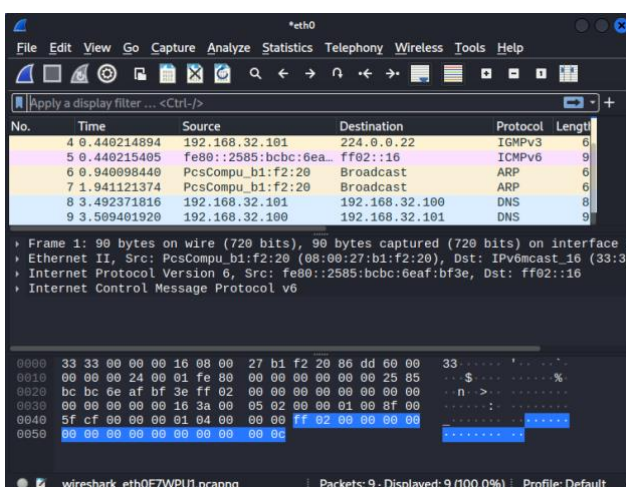 *eth0
File Edit View Go Capture Analyze Statistics Telephony Wireless Tools Help
Apply a display filter ... <Ctrl-/>
No. Time Source Destination Protocol Lengtl
4 0.440214894 192.168.32.101 224.0.0.22 IGMPv3 6
5 0.440215405 fe80::2585:bcbc:6ea… ff02::16 ICMPv6 9
6 0.940098440 PcsCompu_b1:f2:20 Broadcast ARP 6
7 1.941121374 PcsCompu_b1:f2:20 Broadcast ARP 6
8 3.492371816 192.168.32.101 192.168.32.100 DNS 8
9 3.509401920 192.168.32.100 192.168.32.101 DNS 9
Frame 1: 90 bytes on wire (720 bits), 90 bytes captured (720 bits) on interface
Ethernet II, Src: PcsCompu_b1:f2:20 (08:00:27:b1:f2:20), Dst: IPv6mcast_16 (33:3
Internet Protocol Version 6, Src: fe80::2585:bcbc:6eaf:bf3e, Dst: ff02::16
Internet Control Message Protocol v6
0000 33 33 00 00 00 16 08 00 27 b1 f2 20 86 dd 60 00 33······ '·· ··`·
0010 00 00 00 24 00 01 fe 80 00 00 00 00 00 00 25 85 ···$···· ······%·
0020 bc bc 6e af bf 3e ff 02 00 00 00 00 00 00 00 00 ··n··>·· ········
0030 00 00 00 00 00 16 3a 00 05 02 00 00 01 00 8f 00 ······:· ········
0040 5f cf 00 00 00 01 04 00 00 00 ff 02 00 00 00 00 _······· ········
0050 00 00 00 00 00 00 00 00 00 0c ········ ··
wireshark_eth0E7WPU1.pcapng Packets: 9 · Displayed: 9 (100.0%) Profile: Default